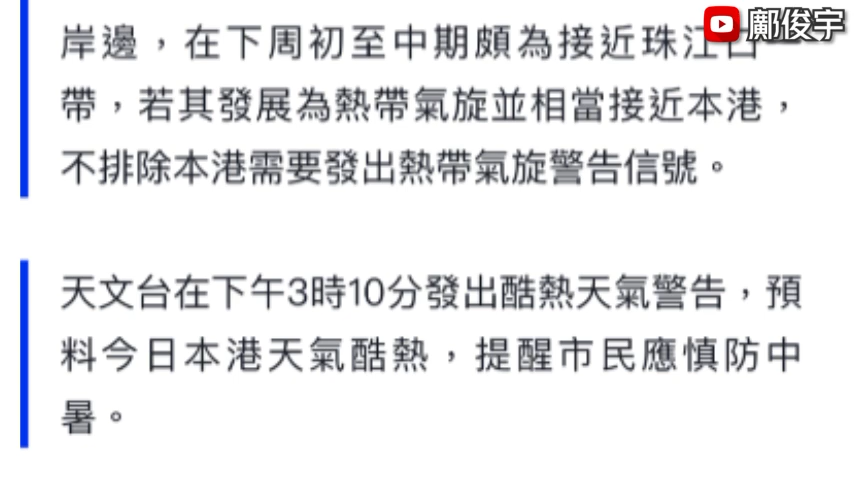 鄺俊宇
岸邊，在下周初至中期頗為接近珠江口
帶，若其發展為熱帶氣旋並相當接近本港，
不排除本港需要發出熱帶氣旋警告信號。
天文台在下午3時10分發出酷熱天氣警告，預
料今日本港天氣酷熱，提醒市民應慎防中
暑。